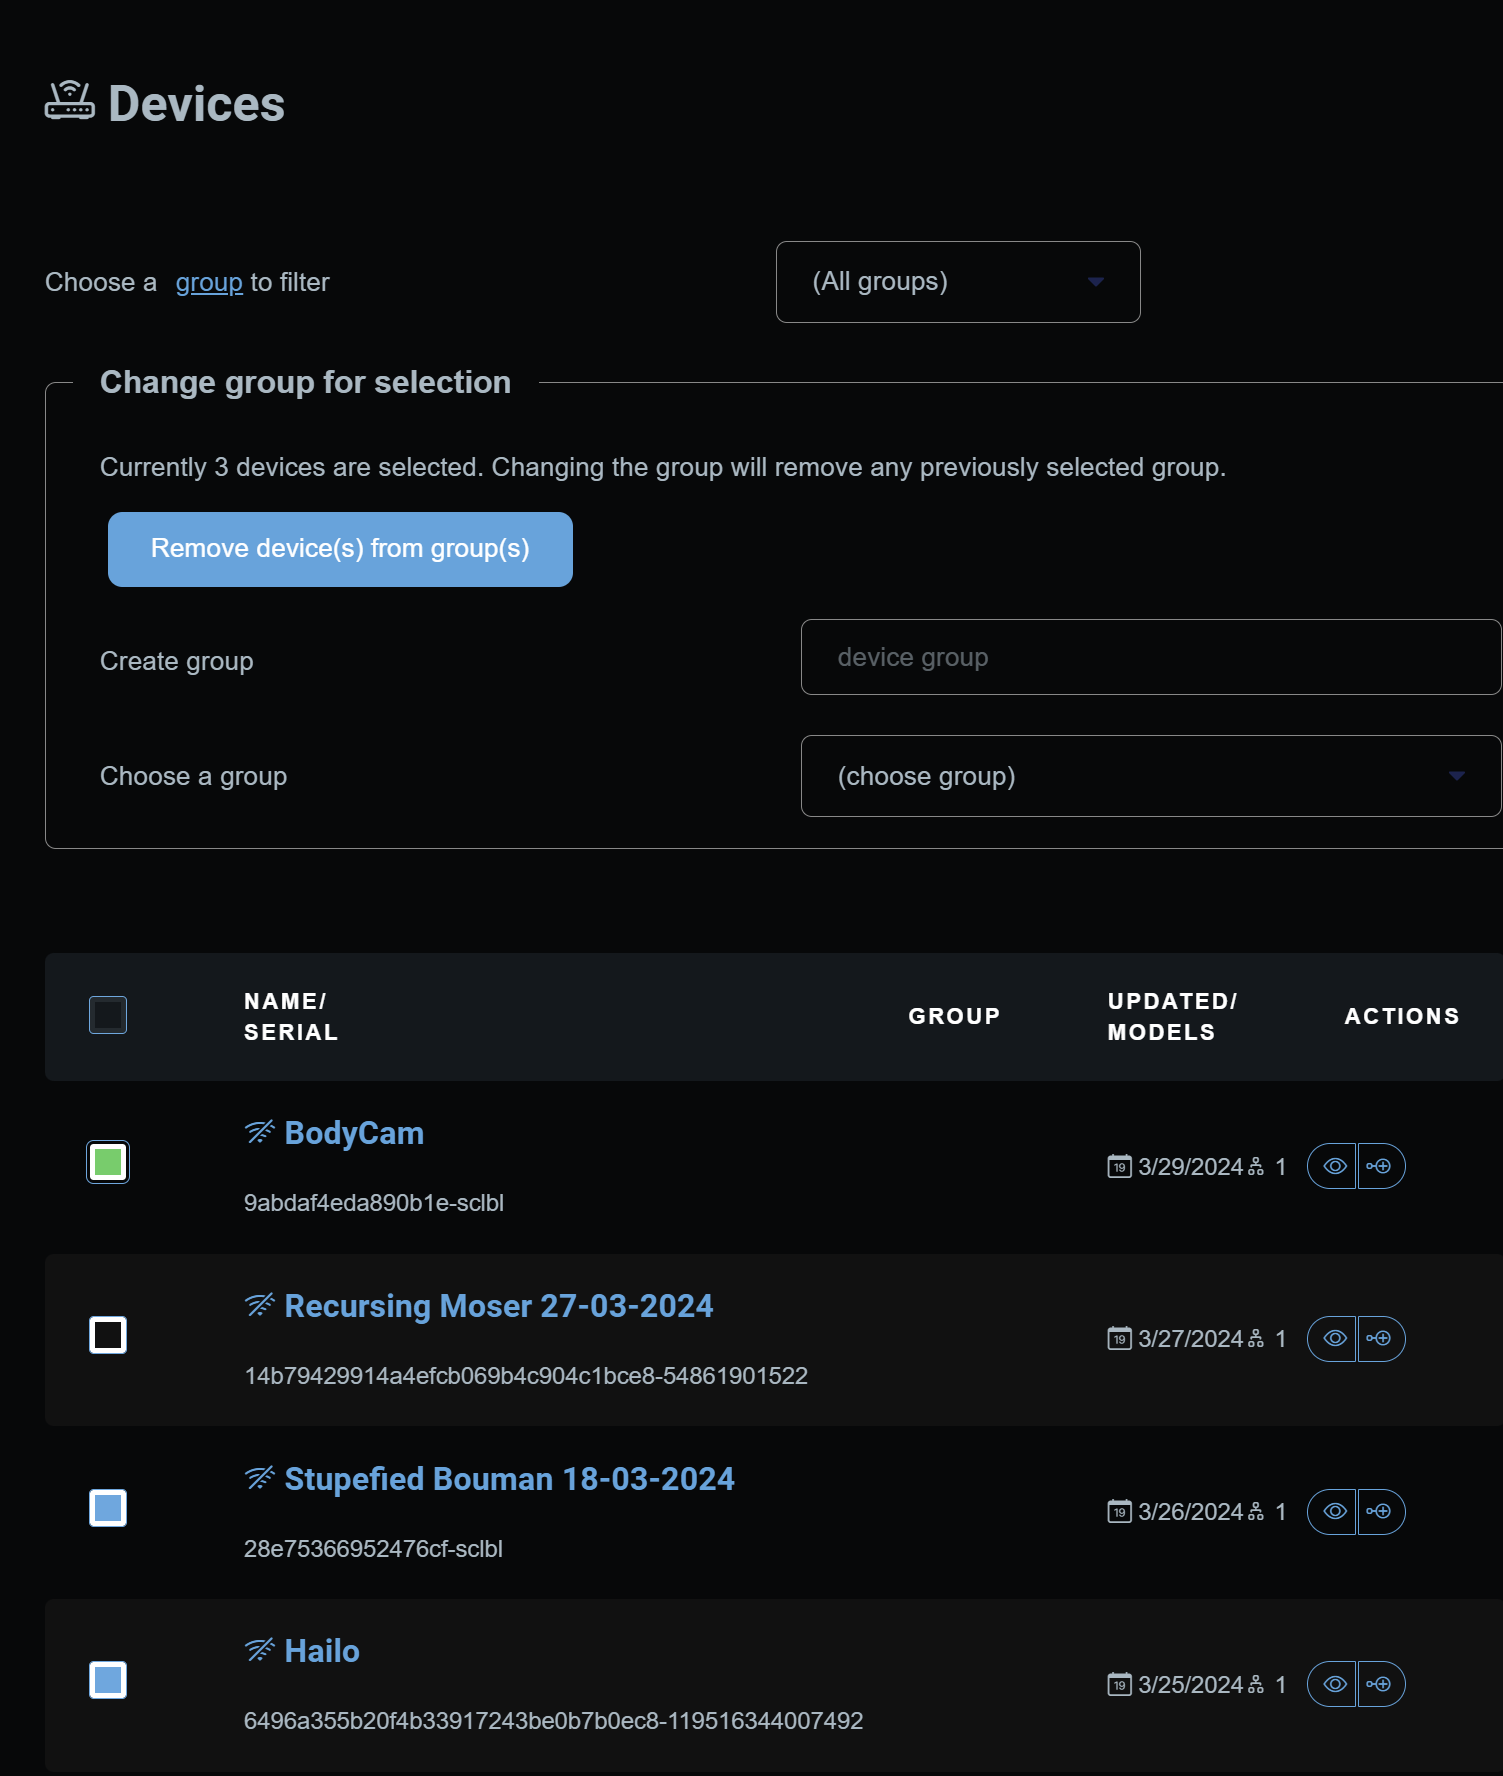 Devices
Choose a group to filter
(All groups)
Change group for selection
Currently 3 devices are selected. Changing the group will remove any previously selected group.
Remove device(s) from group(s)
Create group
device group
Choose a group
(choose group)
NAME/
SERIAL
GROUP
UPDATED/
MODELS
ACTIONS
BodyCam
9abdaf4eda890b1e-sclbl
19 3/29/2024 1
Recursing Moser 27-03-2024
14b79429914a4efcb069b4c904c1bce8-54861901522
19 3/27/2024 1
Stupefied Bouman 18-03-2024
28e75366952476cf-sclbl
19 3/26/2024 1
Hailo
6496a355b20f4b33917243be0b7b0ec8-119516344007492
19 3/25/2024 1